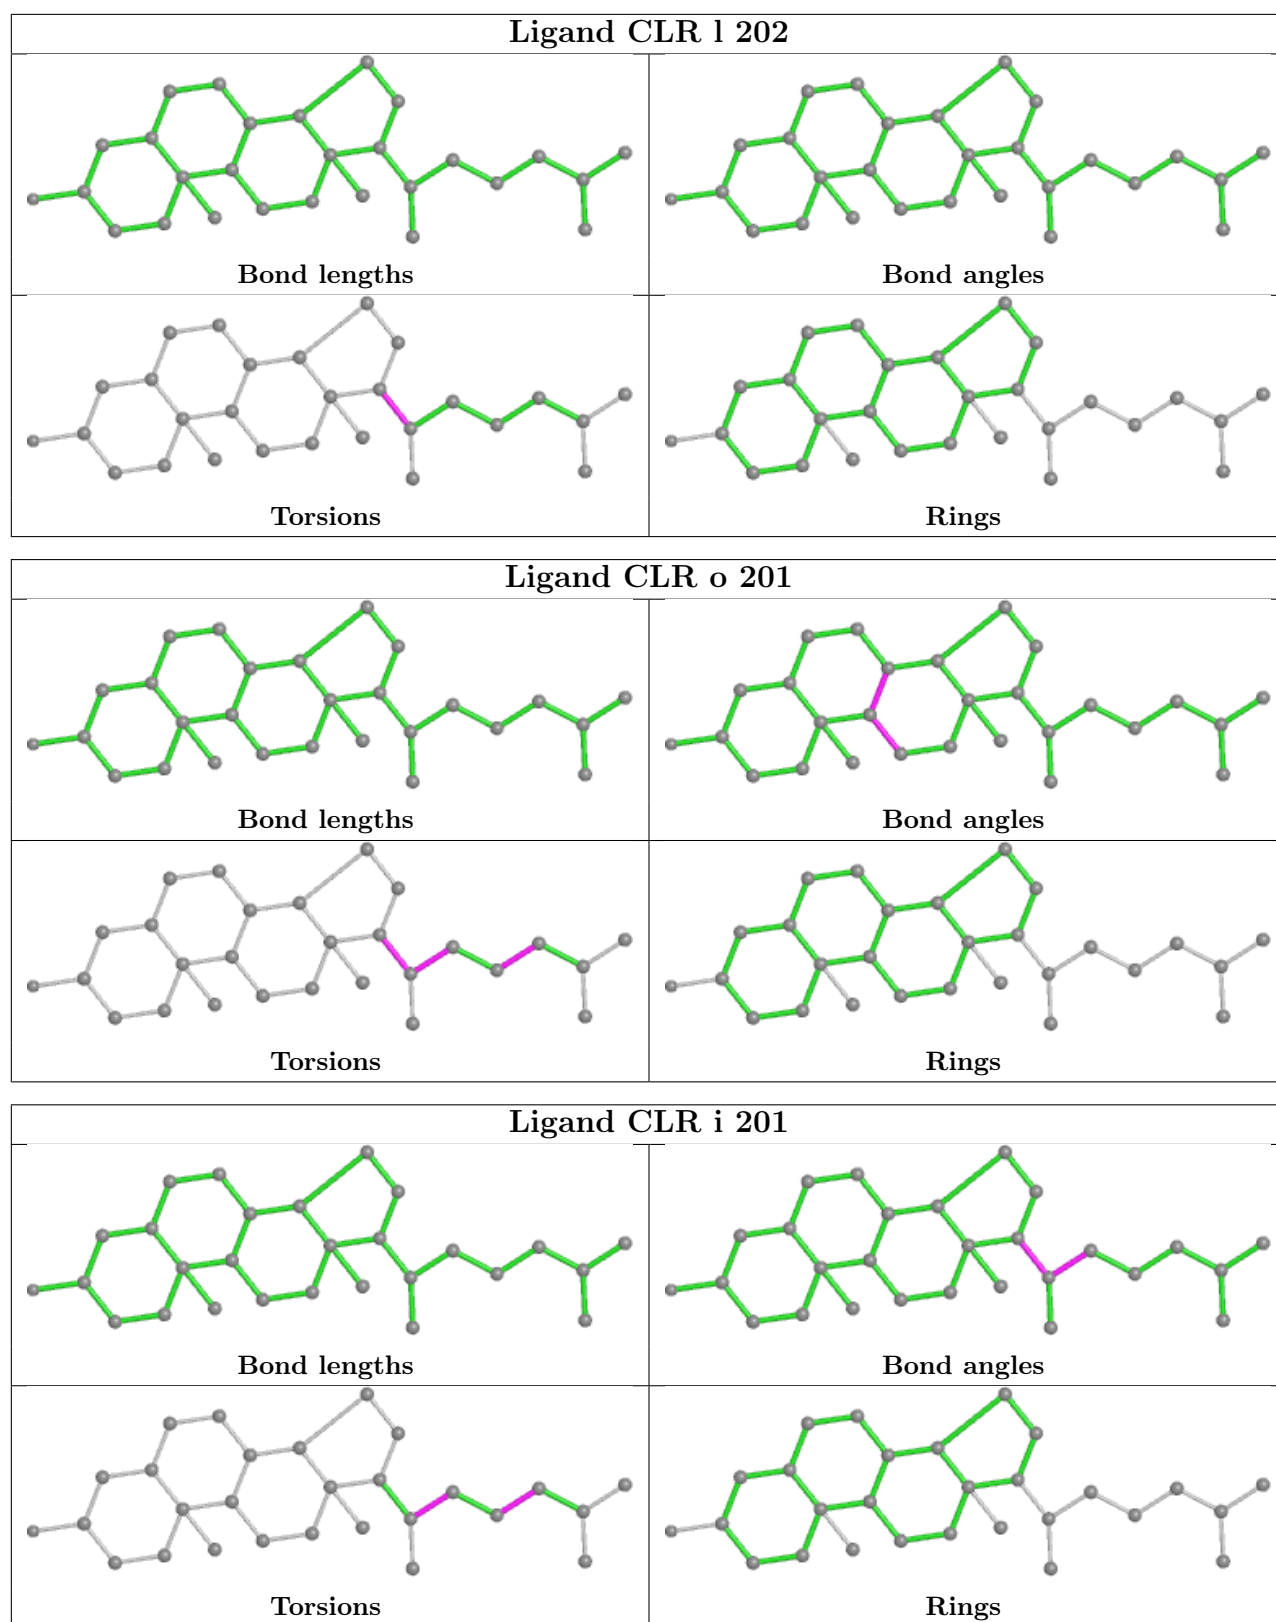 Ligand CLR l 202
Bond lengths
Bond angles
Torsions
Rings
Ligand CLR o 201
Bond lengths
Bond angles
Torsions
Rings
Ligand CLR i 201
Bond lengths
Bond angles
Torsions
Rings